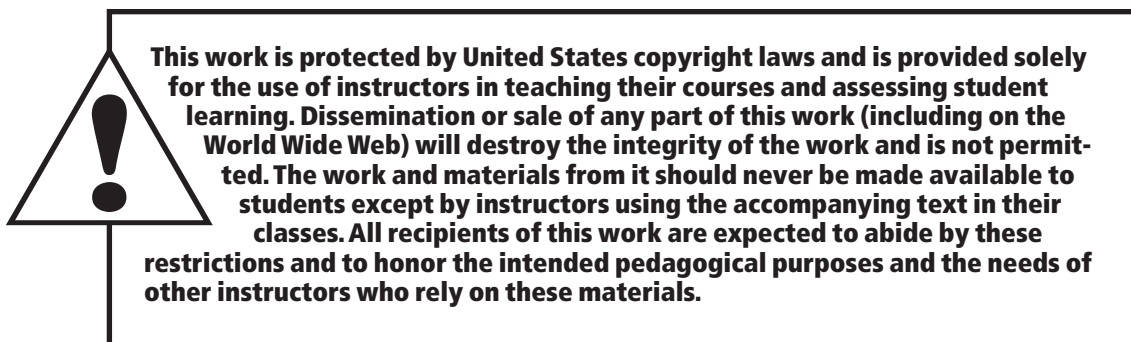 This work is protected by United States copyright laws and is provided solely
for the use of instructors in teaching their courses and assessing student
learning. Dissemination or sale of any part of this work (including on the
World Wide Web) will destroy the integrity of the work and is not permit-
ted. The work and materials from it should never be made available to
students except by instructors using the accompanying text in their
classes. All recipients of this work are expected to abide by these
restrictions and to honor the intended pedagogical purposes and the needs of
other instructors who rely on these materials.